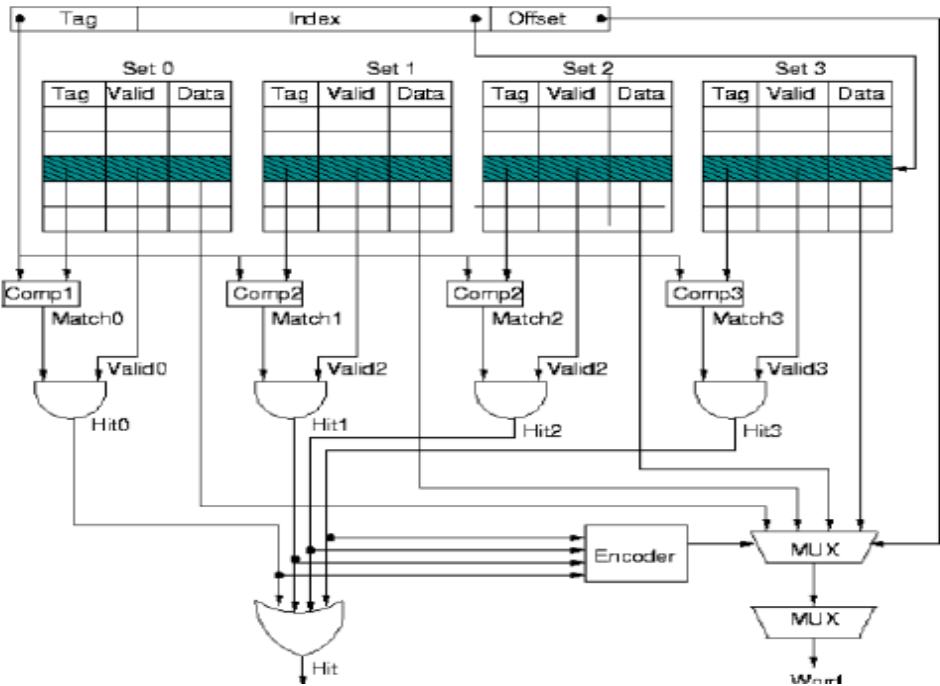 Tag Index Offset
Set 0 Set 1 Set 2 Set 3
Tag Valid Data Tag Valid Data Tag Valid Data Tag Valid Data
Comp1 Comp2 Comp2 Comp3
Match0 Match1 Match2 Match3
Valid0 Valid2 Valid2 Valid3
Hit0 Hit1 Hit2 Hit3
Encoder MUX
MUX
Hit
Word